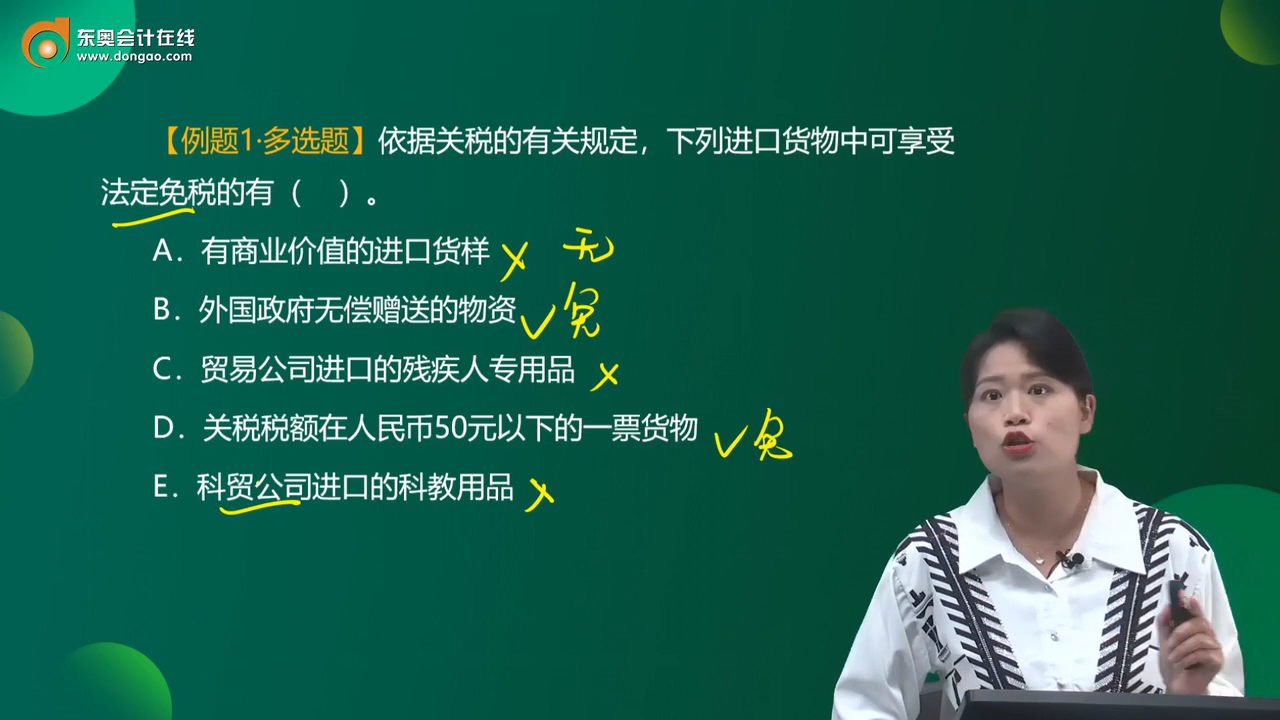 东奥会计在线
www.dongao.com
【例题1·多选题】依据关税的有关规定，下列进口货物中可享受
法定免税的有（ ）。
A．有商业价值的进口货样 × 无
B．外国政府无偿赠送的物资 √ 免
C．贸易公司进口的残疾人专用品 ×
D．关税税额在人民币50元以下的一票货物 √ 免
E．科贸公司进口的科教用品 ×